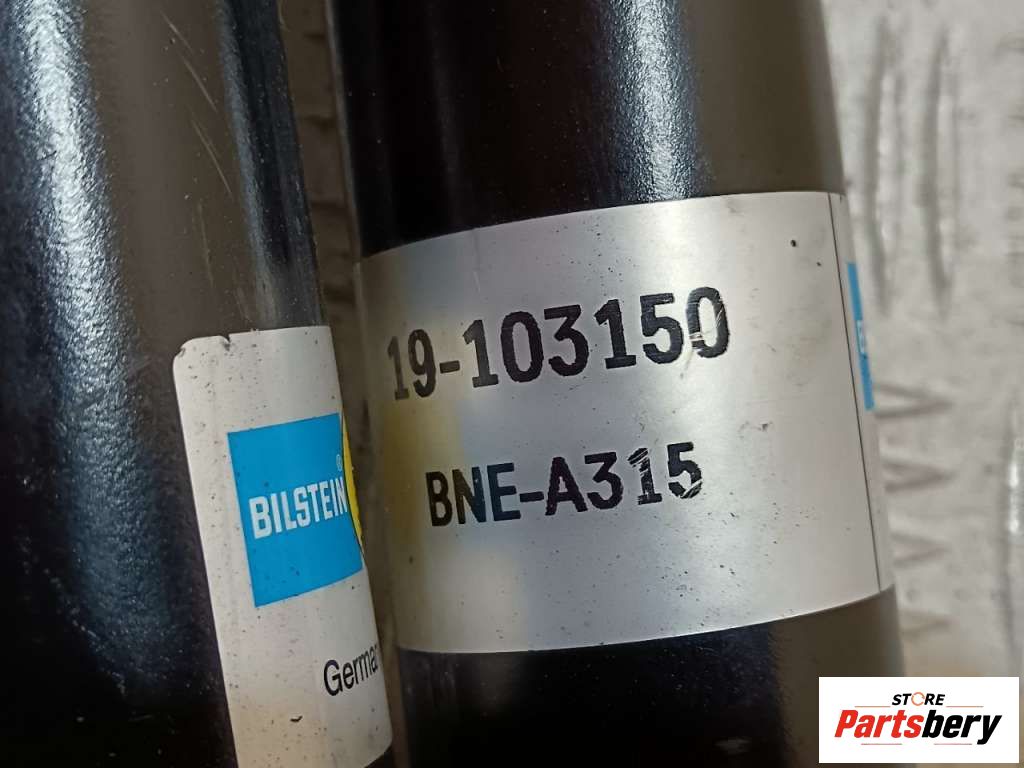 19-103150
BNE-A315
BILSTEIN®
German
STORE
Partsbery